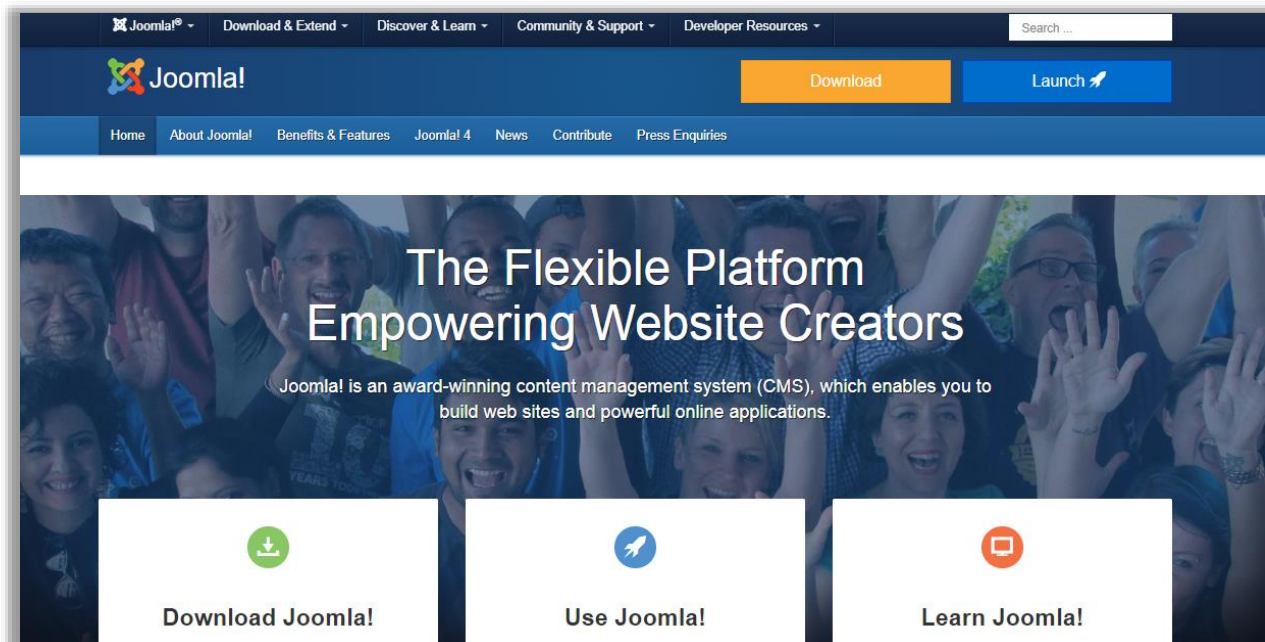 Joomla!® Download & Extend Discover & Learn Community & Support Developer Resources Search ...
Joomla! Download Launch
Home About Joomla! Benefits & Features Joomla! 4 News Contribute Press Enquiries
The Flexible Platform
Empowering Website Creators
Joomla! is an award-winning content management system (CMS), which enables you to
build web sites and powerful online applications.
10
YEARS
Download Joomla! Use Joomla! Learn Joomla!